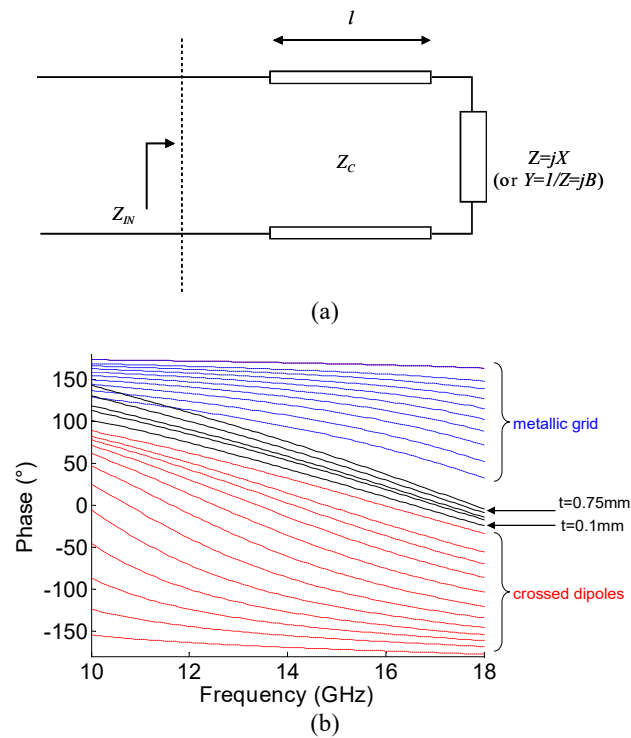 l
Z_C
Z=jX
(or Y=1/Z=jB)
Z_IN
(a)
Phase (°)
150
100
50
0
-50
-100
-150
10
12
14
16
18
Frequency (GHz)
metallic grid
t=0.75mm
t=0.1mm
crossed dipoles
(b)